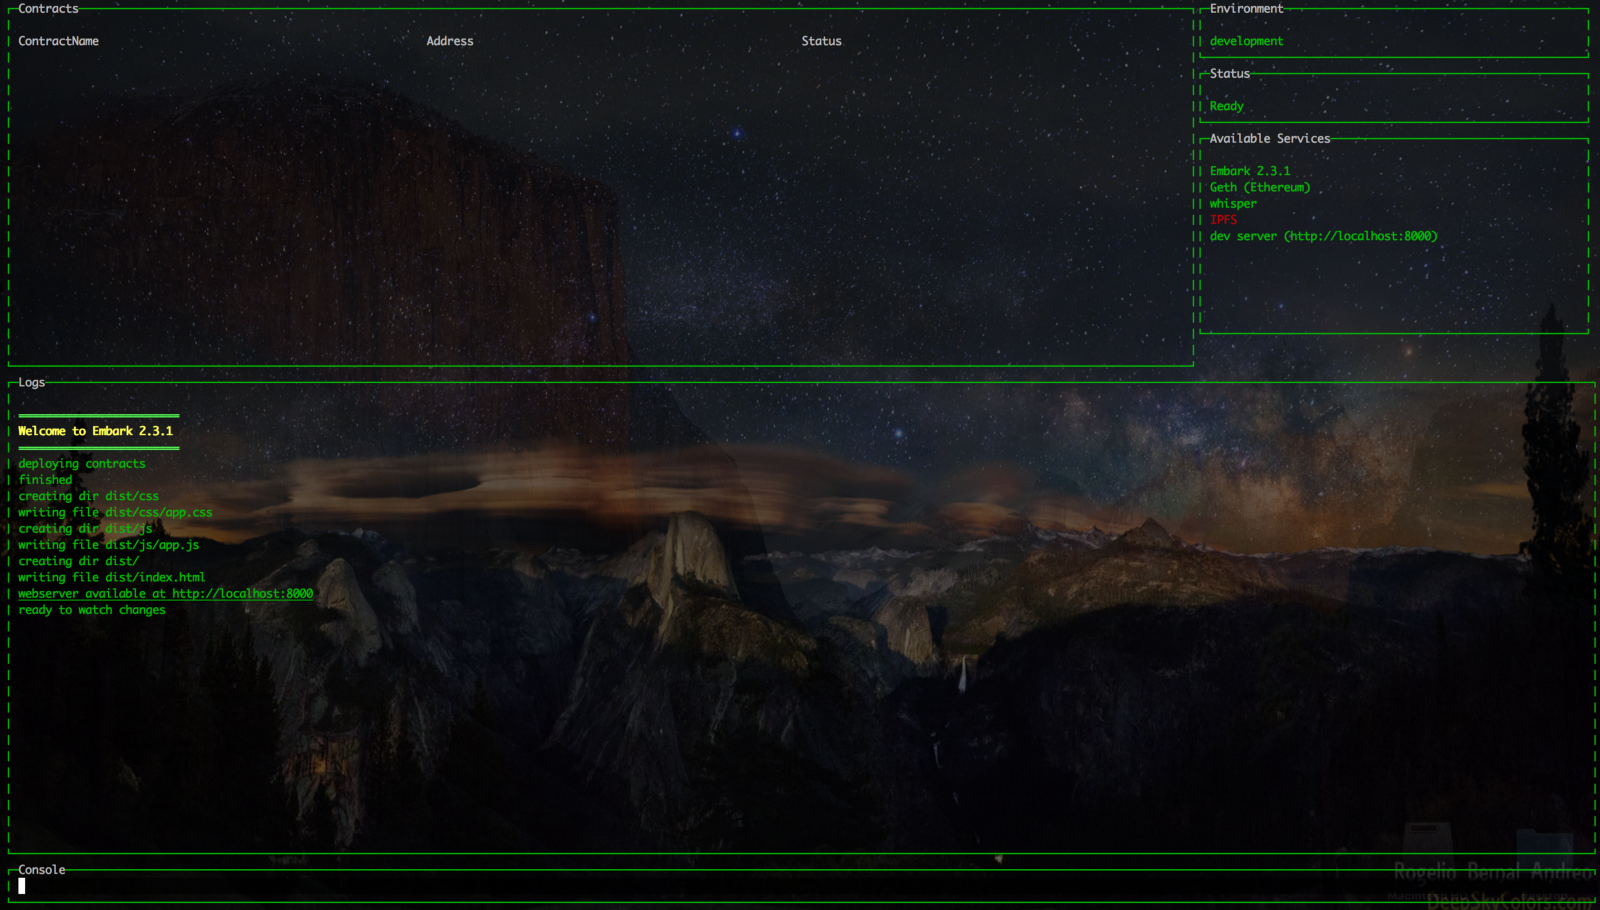 Contracts
ContractName Address Status
Environment
development
Status
Ready
Available Services
Embark 2.3.1
Geth (Ethereum)
whisper
IPFS
dev server (http://localhost:8000)
Logs
Welcome to Embark 2.3.1
deploying contracts
finished
creating dir dist/css
writing file dist/css/app.css
creating dir dist/js
writing file dist/js/app.js
creating dir dist/
writing file dist/index.html
webserver available at http://localhost:8000
ready to watch changes
Console
Rogelio Bernal Andreo
DeepSkyColors.com